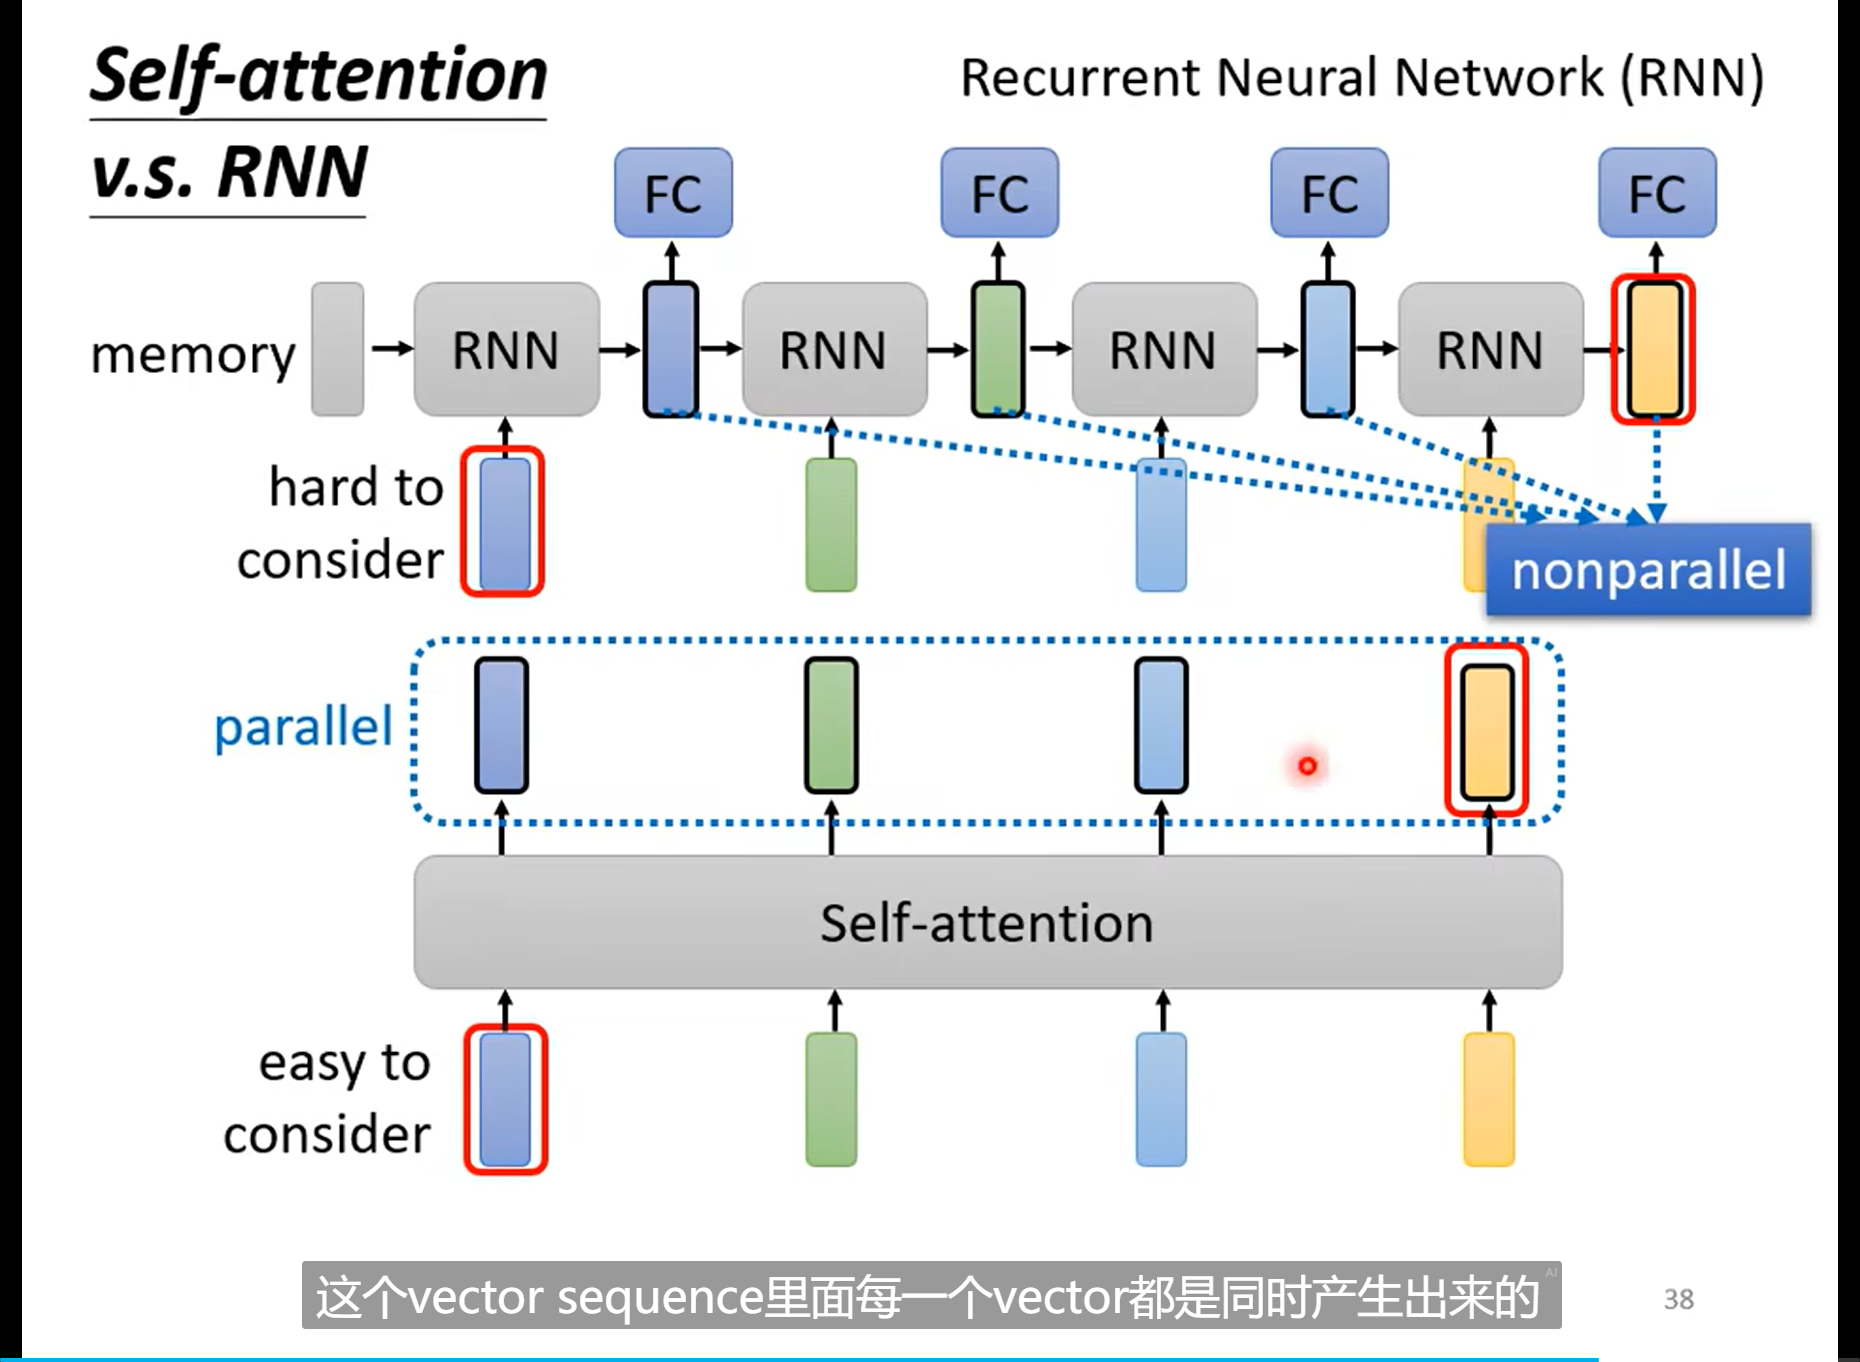 Self-attention
v.s. RNN
Recurrent Neural Network (RNN)
FC
FC
FC
FC
memory
RNN
RNN
RNN
RNN
hard to
consider
nonparallel
parallel
Self-attention
easy to
consider
这个vector sequence里面每一个vector都是同时产生出来的
AI
38